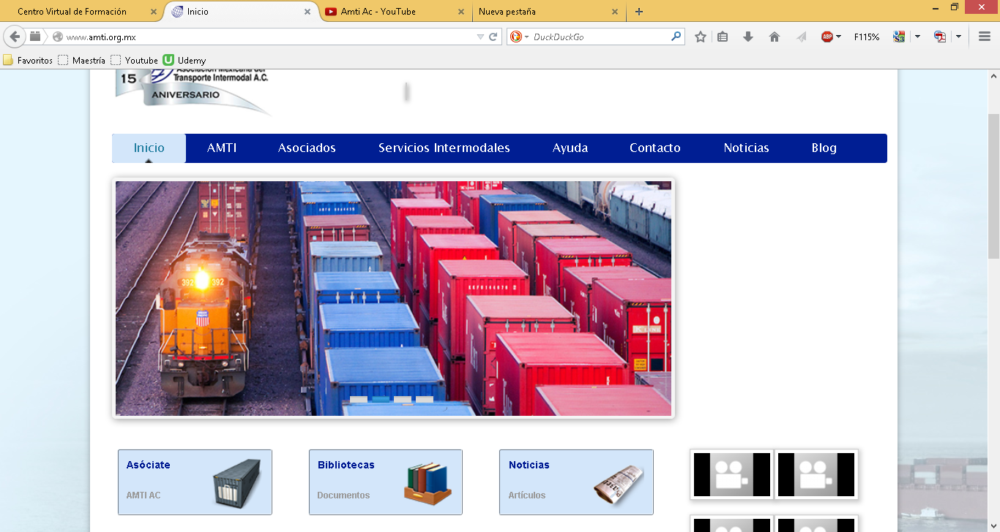 Centro Virtual de Formación
Inicio
Amti Ac - YouTube
Nueva pestaña
www.amti.org.mx
DuckDuckGo
ABP
F115%
Favoritos
Maestría
Youtube
Udemy
Asociación Mexicana del
15
Transporte Intermodal A.C.
ANIVERSARIO
Inicio
AMTI
Asociados
Servicios Intermodales
Ayuda
Contacto
Noticias
Blog
392 392
Asóciate
AMTI AC
Bibliotecas
Documentos
Noticias
Artículos